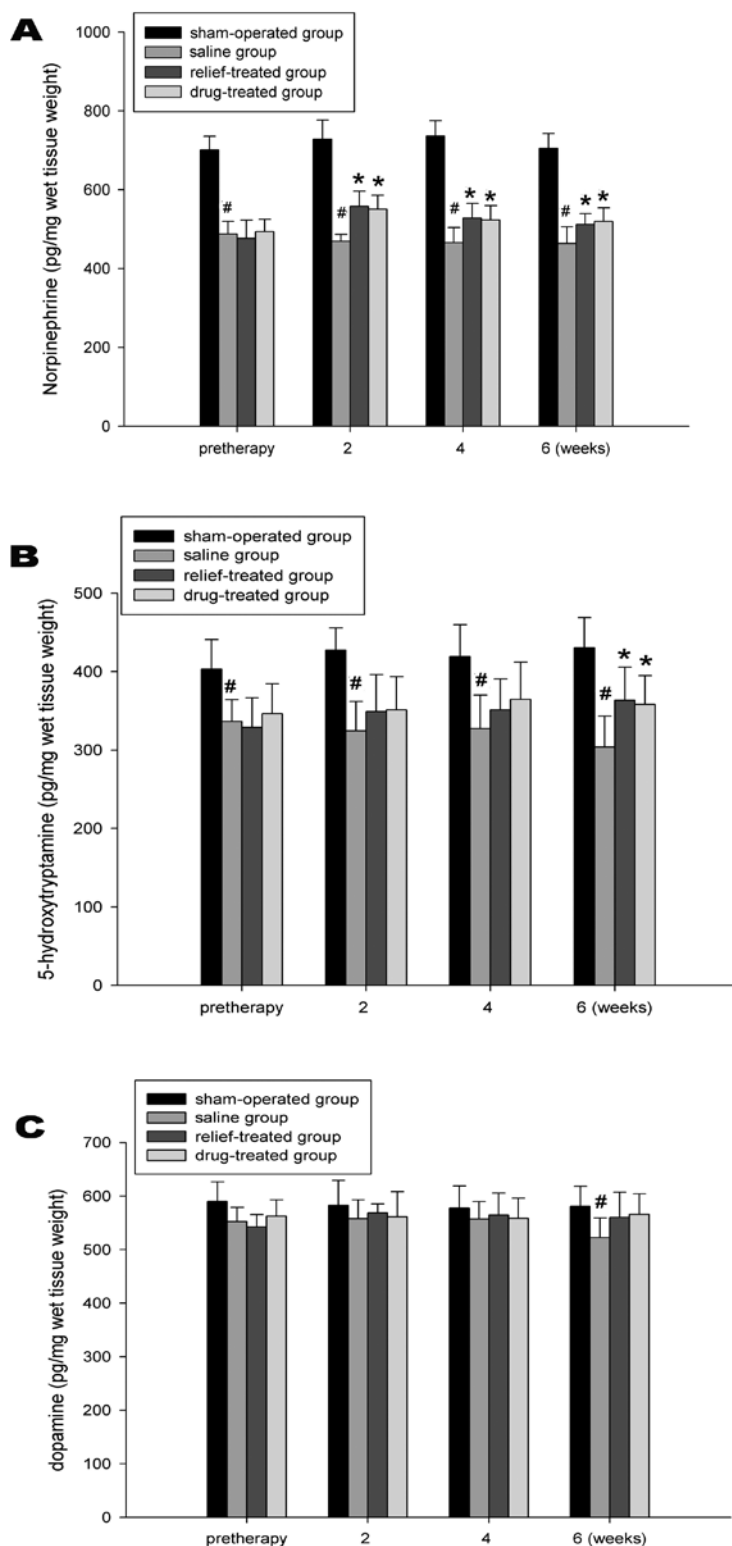 A
sham-operated group
saline group
relief-treated group
drug-treated group
Norpinephrine (pg/mg wet tissue weight)
1000
800
600
400
200
0
#
#
* *
#
* *
#
* *
pretherapy 2 4 6 (weeks)
B
sham-operated group
saline group
relief-treated group
drug-treated group
5-hydroxytryptamine (pg/mg wet tissue weight)
500
400
300
200
100
0
#
#
#
#
* *
pretherapy 2 4 6 (weeks)
C
sham-operated group
saline group
relief-treated group
drug-treated group
dopamine (pg/mg wet tissue weight)
700
600
500
400
300
200
100
0
#
pretherapy 2 4 6 (weeks)